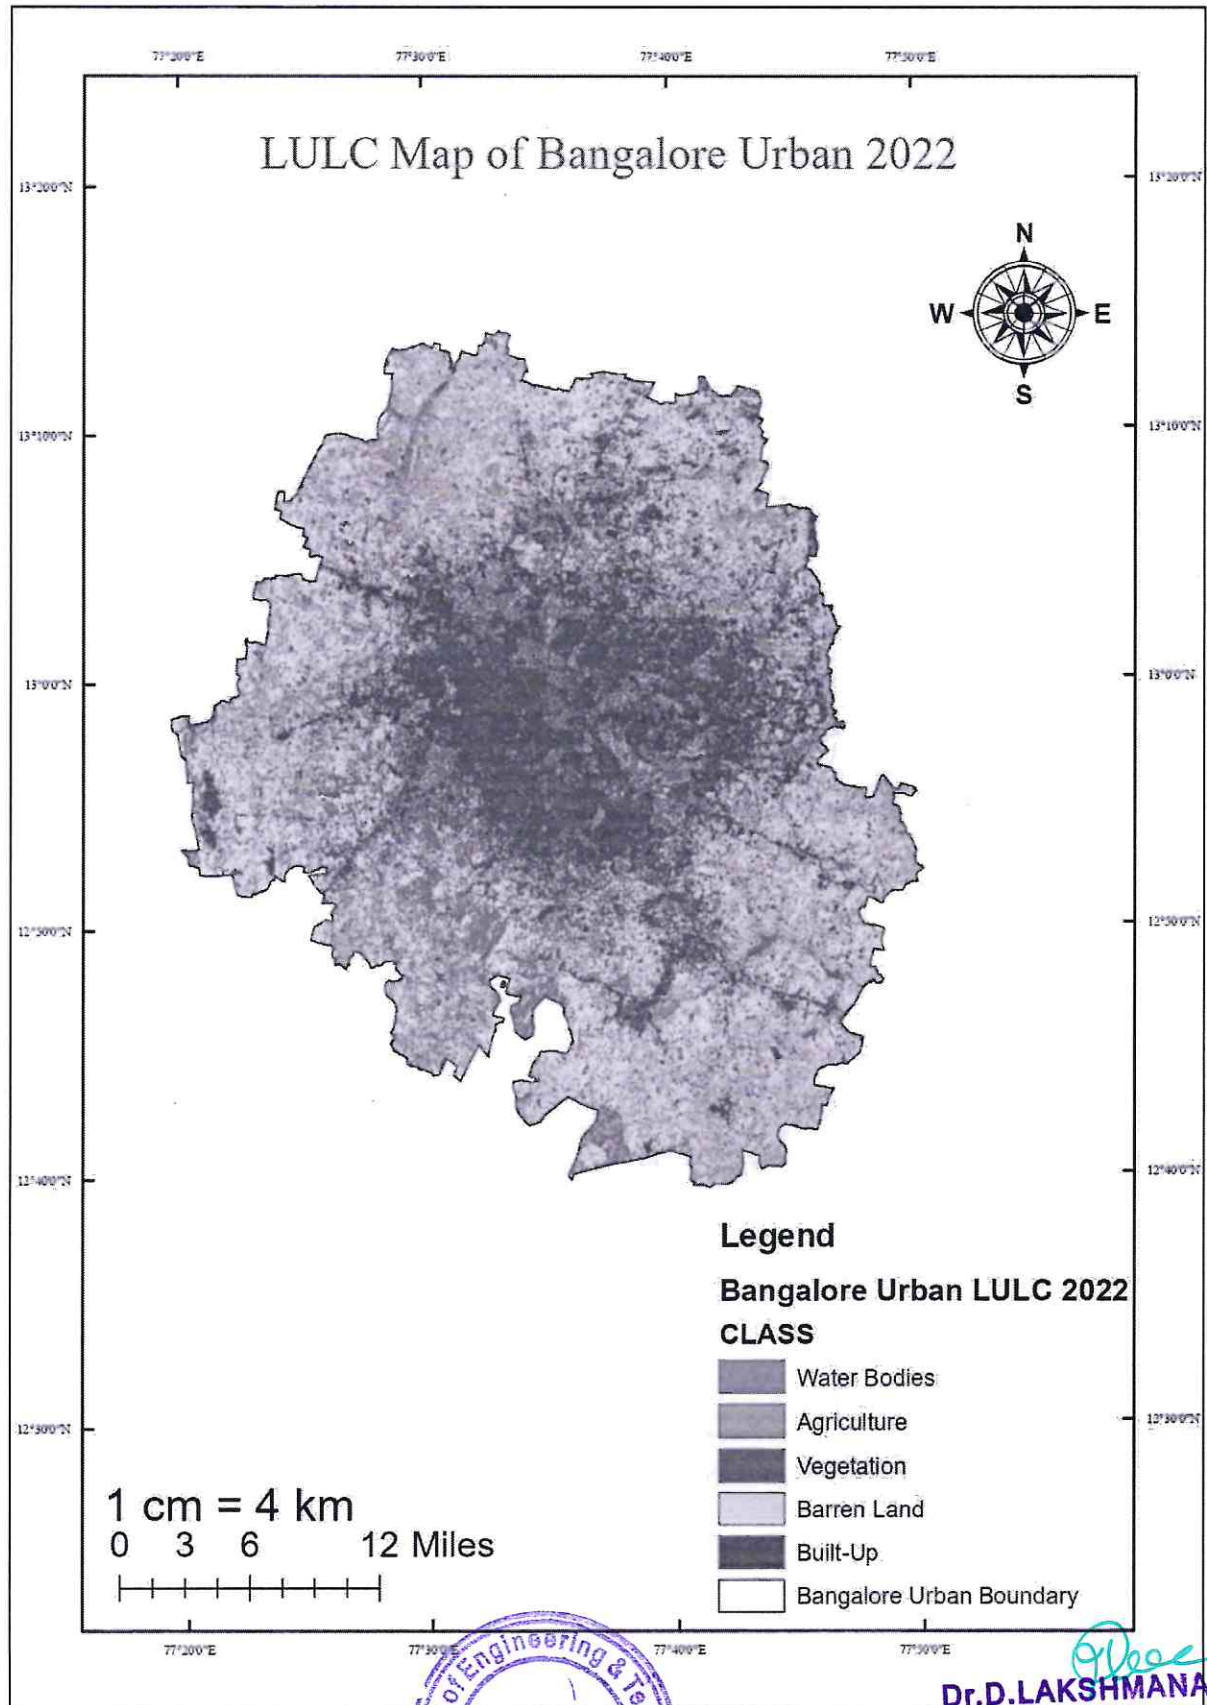 77°20'0"E 77°30'0"E 77°40'0"E 77°50'0"E
LULC Map of Bangalore Urban 2022
13°20'0"N 13°20'0"N
N
W E
S
13°10'0"N 13°10'0"N
13°0'0"N 13°0'0"N
12°50'0"N 12°50'0"N
12°40'0"N 12°40'0"N
Legend
Bangalore Urban LULC 2022
CLASS
Water Bodies
Agriculture
Vegetation
Barren Land
Built-Up
Bangalore Urban Boundary
12°30'0"N 12°30'0"N
1 cm = 4 km
0 3 6 12 Miles
77°20'0"E 77°30'0"E 77°40'0"E 77°50'0"E
of Engineering & Te
Dr.D.LAKSHMANA